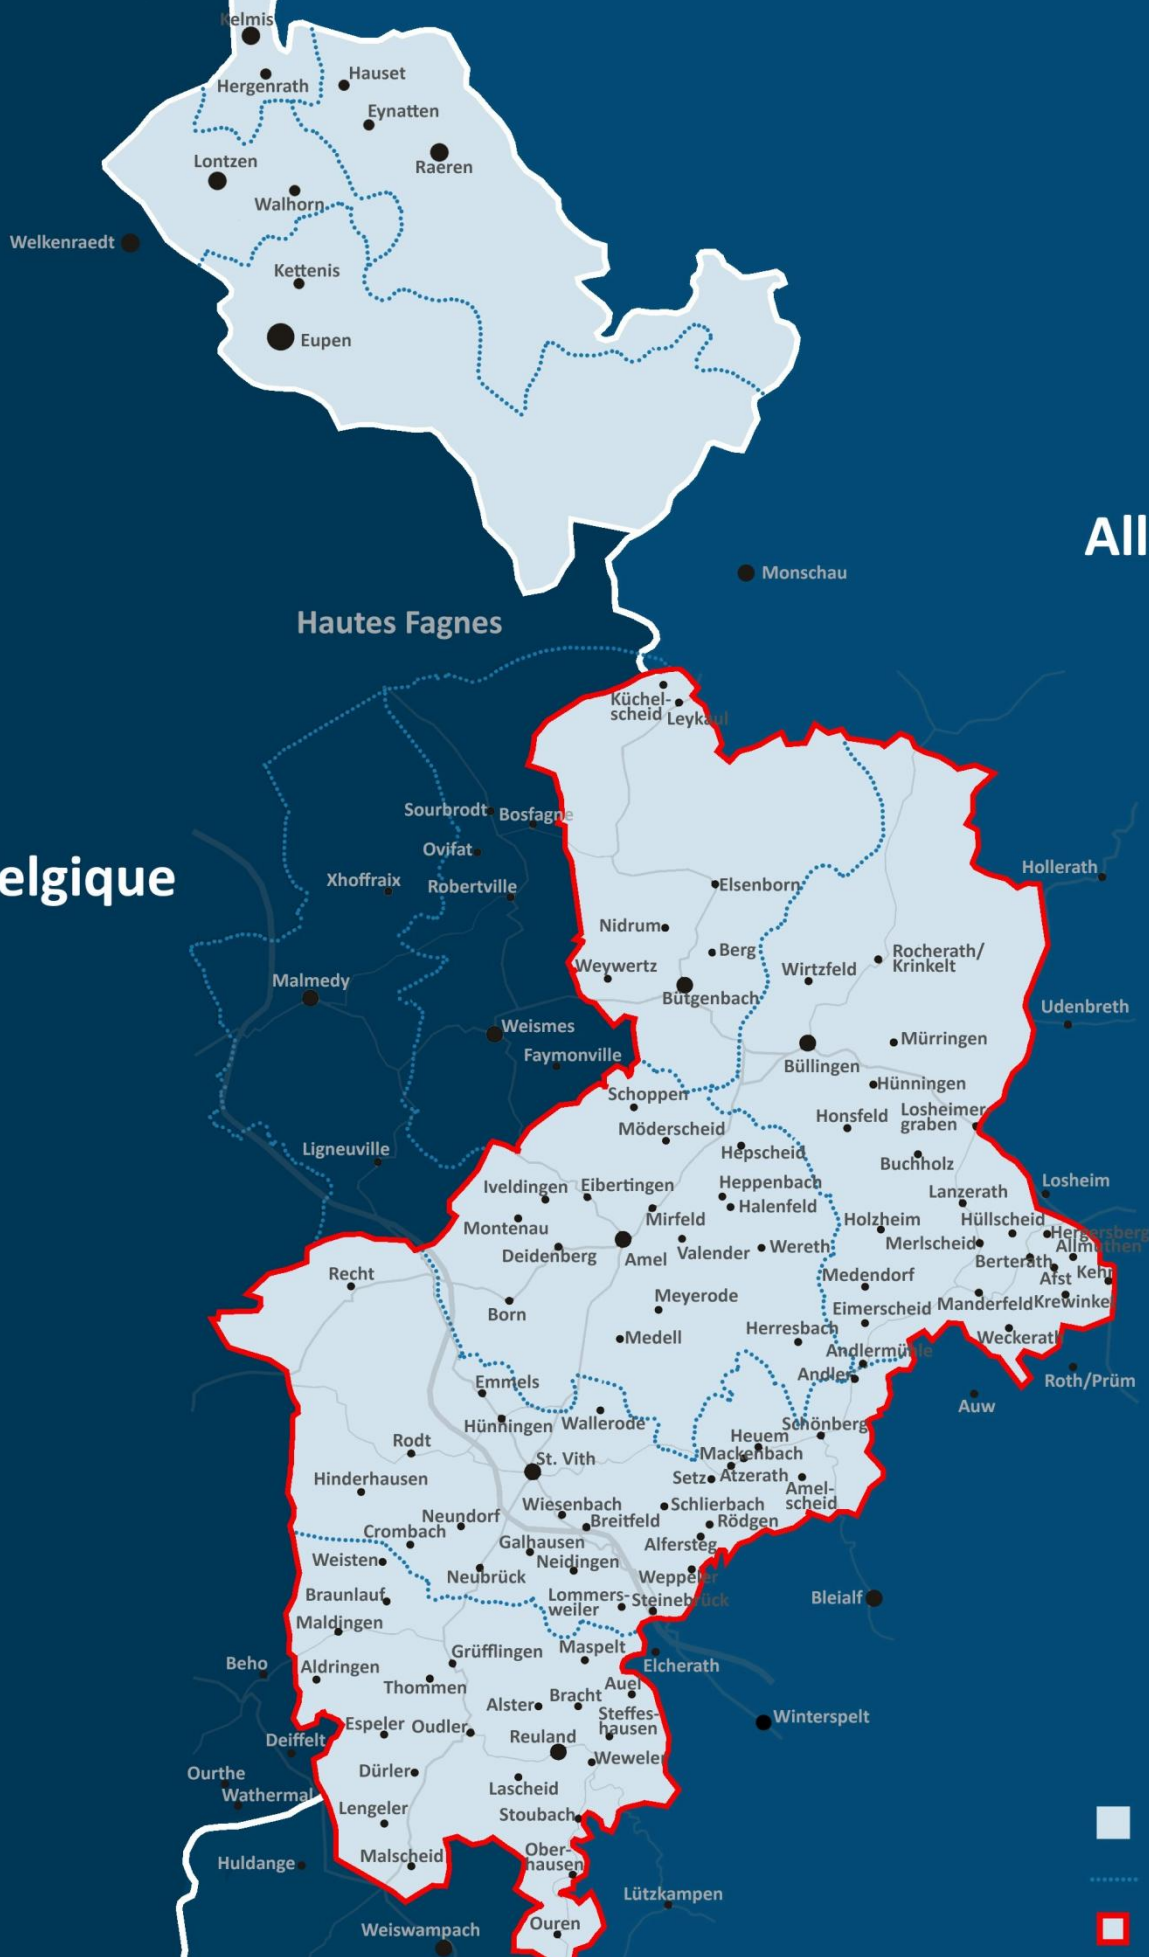 Kelmis
Hergenrath
Hauset
Eynatten
Raeren
Lontzen
Walhorn
Welkenraedt
Kettenis
Eupen
All
Monschau
Hautes Fagnes
Küchel-
scheid
Leykaul
Sourbrodt
Bosfagne
Ovifat
Xhoffraix
Robertville
elgique
Hollerath
Elsenborn
Nidrum
Berg
Rocherath/
Krinkelt
Weywertz
Wirtzfeld
Malmedy
Bütgenbach
Udenbreth
Weismes
Mürringen
Faymonville
Büllingen
Hünningen
Schoppen
Honsfeld
Losheimer
graben
Möderscheid
Ligneuville
Hepscheid
Buchholz
Losheim
Iveldingen
Eibertingen
Heppenbach
Lanzerath
Halenfeld
Montenau
Mirfeld
Holzheim
Hüllscheid
Hergersberg
Deidenberg
Amel
Valender
Wereth
Merlscheid
Allmuthen
Berterath
Recht
Medendorf
Afst
Kehr
Born
Meyerode
Eimerscheid
Manderfeld
Krewinkel
Medell
Herresbach
Weckerath
Andlermühle
Andler
Roth/Prüm
Emmels
Auw
Hünningen
Wallerode
Schönberg
Rodt
Heuem
St. Vith
Mackenbach
Hinderhausen
Setz
Atzerath
Amel-
scheid
Wiesenbach
Schlierbach
Neundorf
Breitfeld
Rödgen
Crombach
Galhausen
Alfersteg
Weisten
Neidingen
Neubrück
Weppeler
Braunlauf
Lommers-
weiler
Steinebrück
Bleialf
Maldingen
Grüfflingen
Maspelt
Beho
Aldringen
Elcherath
Thommen
Auel
Alster
Bracht
Steffes-
hausen
Winterspelt
Espeler
Oudler
Deiffelt
Reuland
Weweler
Ourthe
Dürler
Wathermal
Lascheid
Lengeler
Stoubach
Malscheid
Ober-
hausen
Huldange
Lützkampen
Weiswampach
Ouren